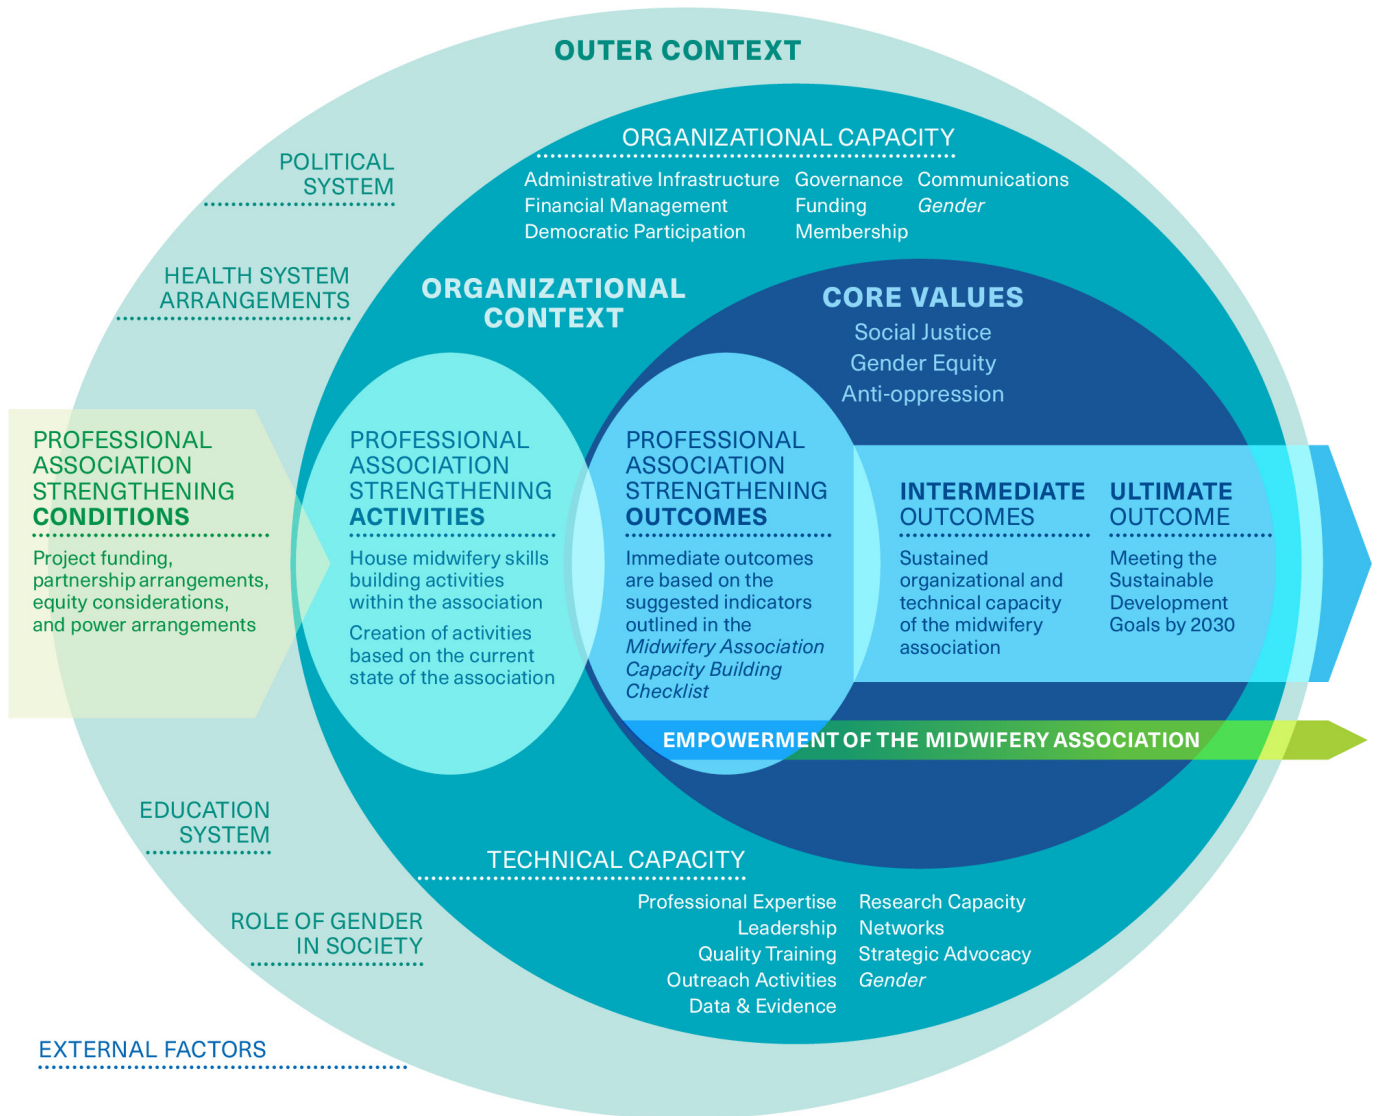 OUTER CONTEXT
ORGANIZATIONAL CAPACITY
Administrative Infrastructure
Financial Management
Democratic Participation
Governance
Funding
Membership
Communications
Gender
POLITICAL
SYSTEM
HEALTH SYSTEM
ARRANGEMENTS
ORGANIZATIONAL
CONTEXT
CORE VALUES
Social Justice
Gender Equity
Anti-oppression
PROFESSIONAL
ASSOCIATION
STRENGTHENING
CONDITIONS
Project funding,
partnership arrangements,
equity considerations,
and power arrangements
PROFESSIONAL
ASSOCIATION
STRENGTHENING
ACTIVITIES
House midwifery skills
building activities
within the association
Creation of activities
based on the current
state of the association
PROFESSIONAL
ASSOCIATION
STRENGTHENING
OUTCOMES
Immediate outcomes
are based on the
suggested indicators
outlined in the
Midwifery Association
Capacity Building
Checklist
INTERMEDIATE
OUTCOMES
Sustained
organizational and
technical capacity
of the midwifery
association
ULTIMATE
OUTCOME
Meeting the
Sustainable
Development
Goals by 2030
EMPOWERMENT OF THE MIDWIFERY ASSOCIATION
EDUCATION
SYSTEM
ROLE OF GENDER
IN SOCIETY
TECHNICAL CAPACITY
Professional Expertise
Leadership
Quality Training
Outreach Activities
Data & Evidence
Research Capacity
Networks
Strategic Advocacy
Gender
EXTERNAL FACTORS